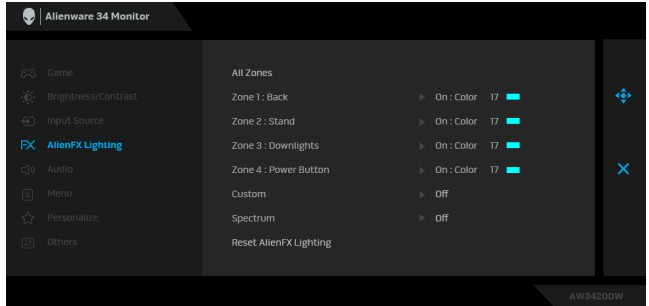 Alienware 34 Monitor
Game
Brightness/Contrast
Input Source
AlienFX Lighting
Audio
Menu
Personalize
Others
All Zones
Zone 1 : Back On : Color 17
Zone 2 : Stand On : Color 17
Zone 3 : Downlights On : Color 17
Zone 4 : Power Button On : Color 17
Custom Off
Spectrum Off
Reset AlienFX Lighting
AW3420DW